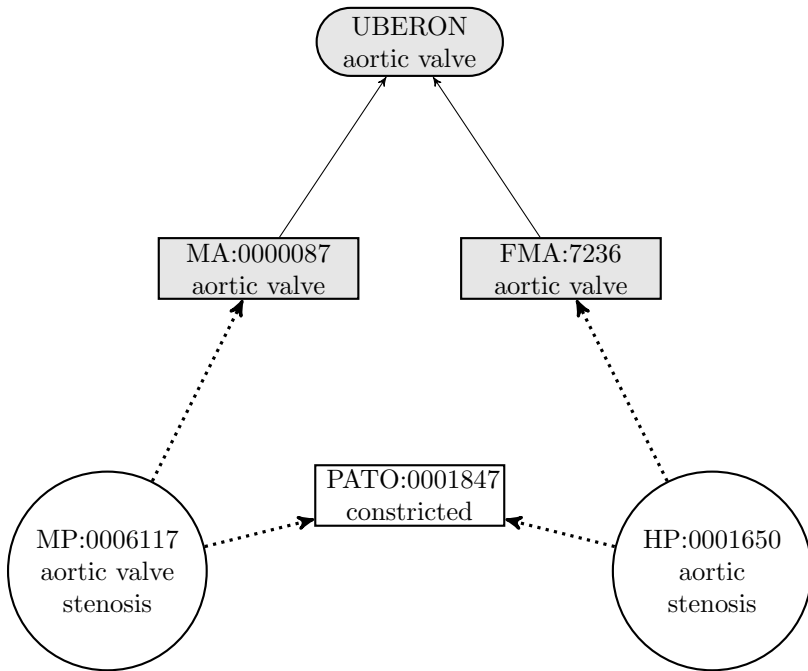 UBERON
aortic valve
MA:0000087
aortic valve
FMA:7236
aortic valve
PATO:0001847
constricted
MP:0006117
aortic valve
stenosis
HP:0001650
aortic
stenosis